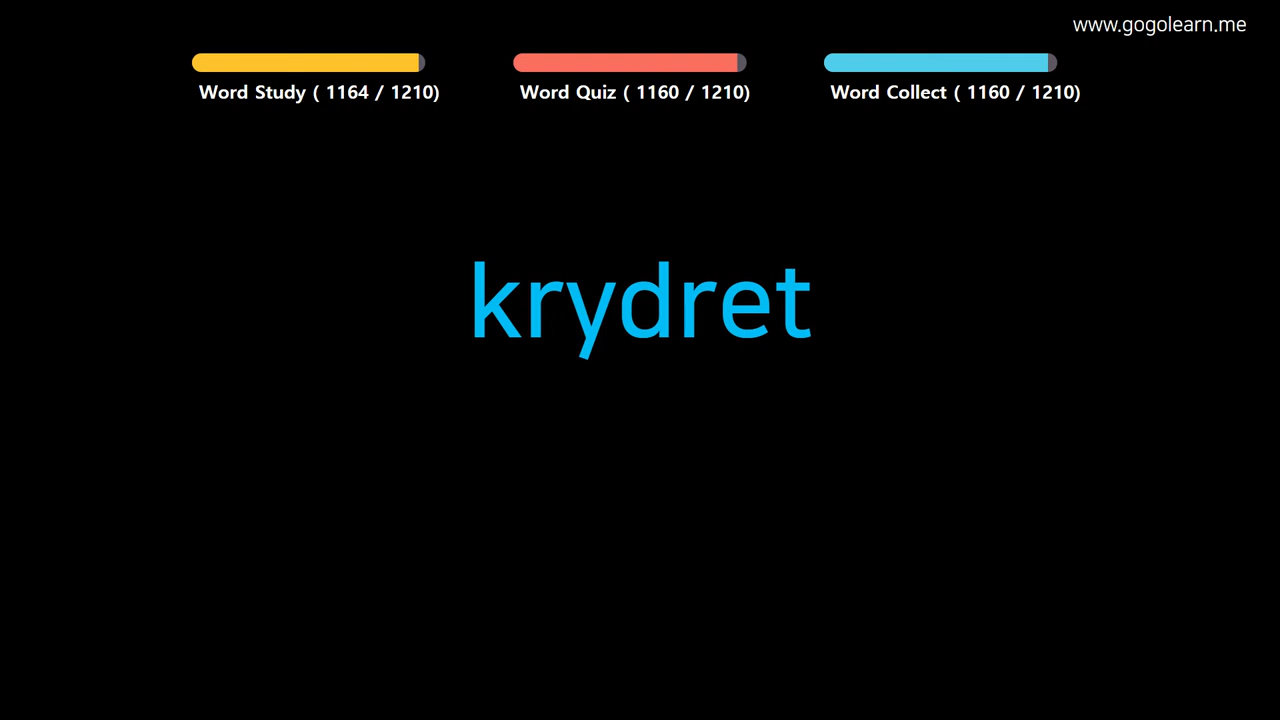 www.gogolearn.me
Word Study ( 1164 / 1210)
Word Quiz ( 1160 / 1210)
Word Collect ( 1160 / 1210)
krydret